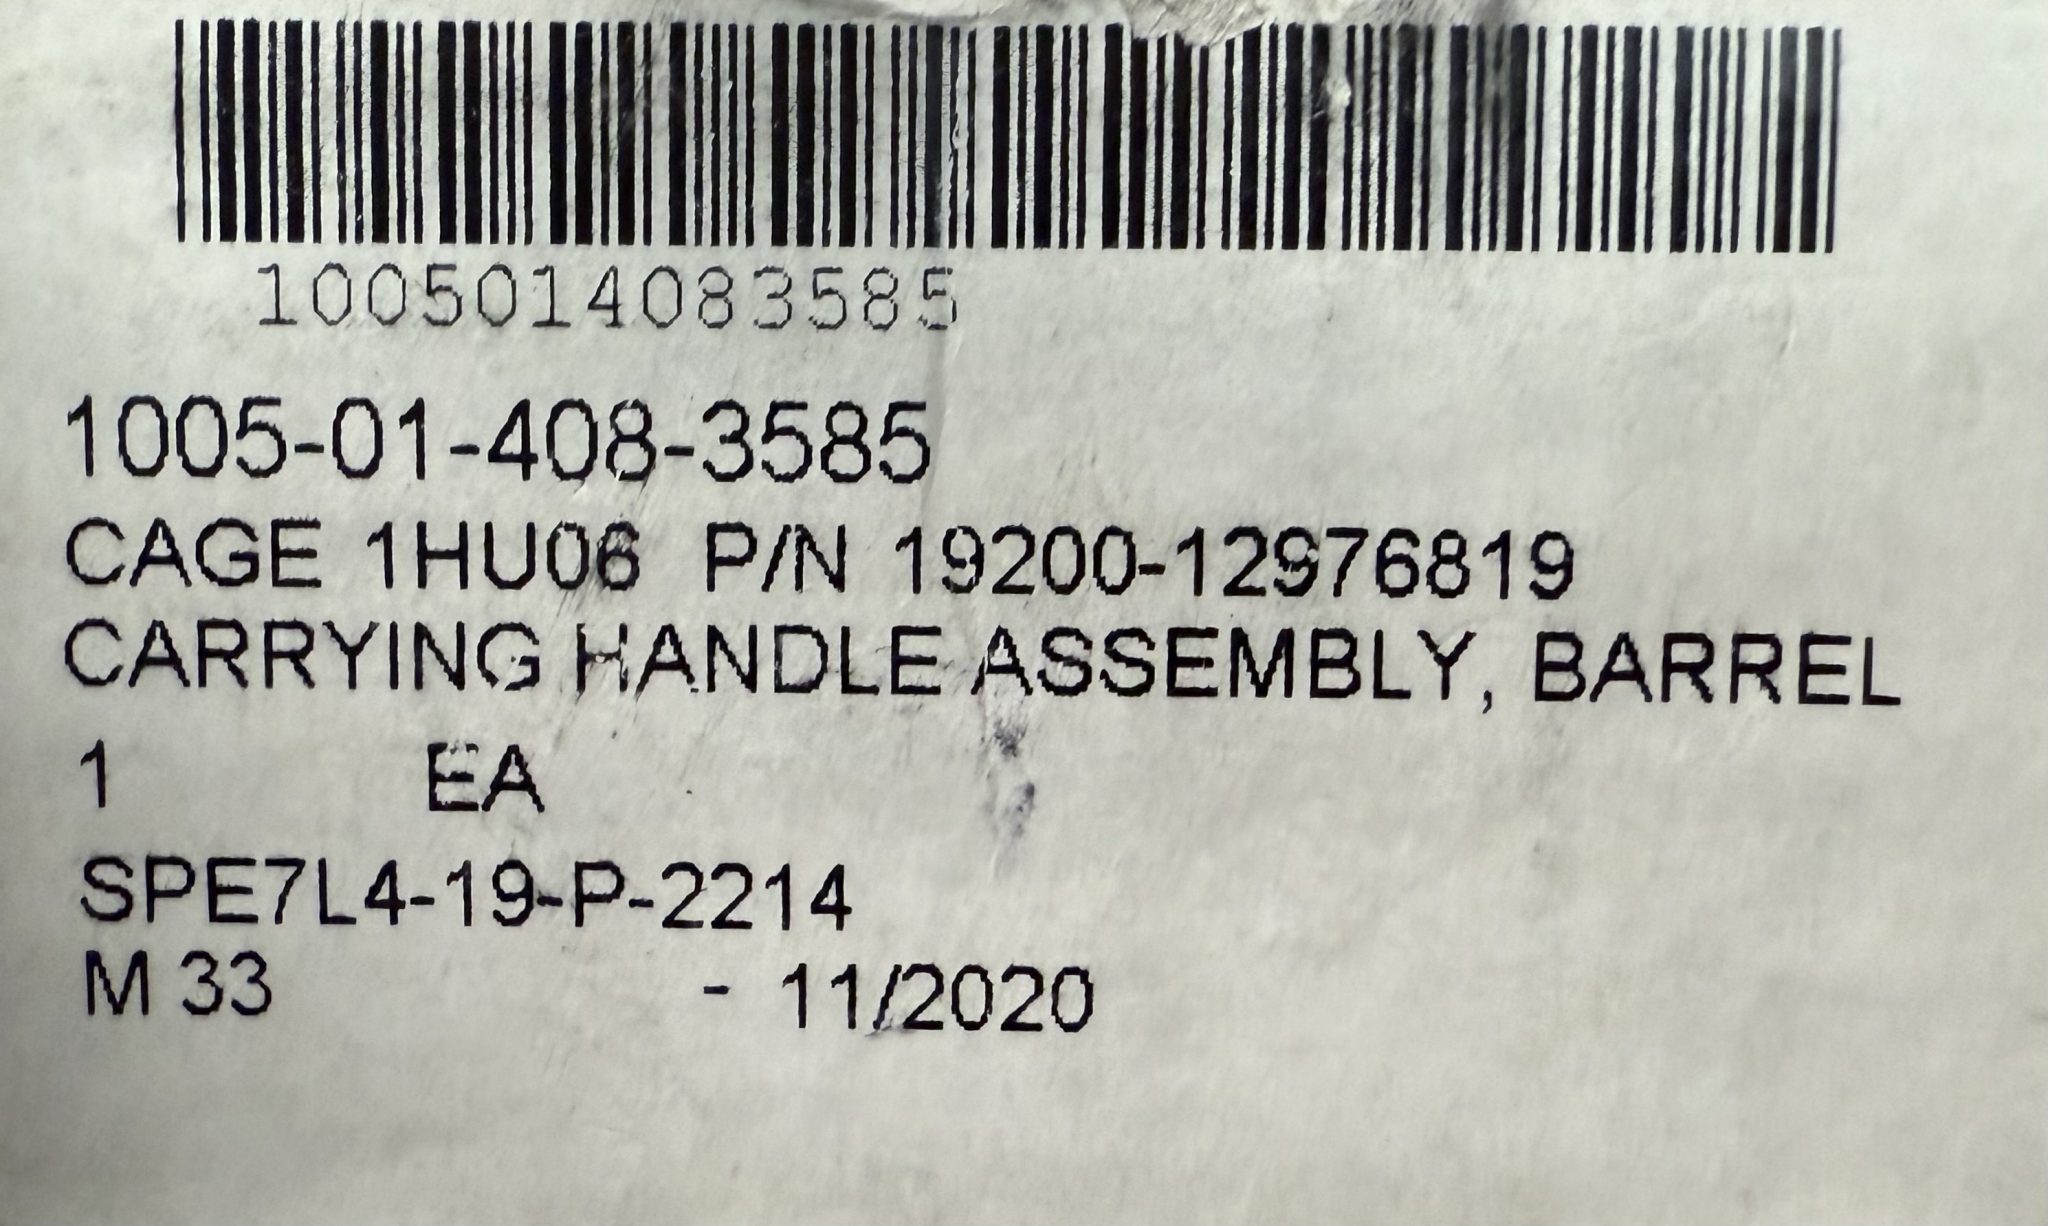 1005014083585
1005-01-408-3585
CAGE 1HU06 P/N 19200-12976819
CARRYING HANDLE ASSEMBLY, BARREL
1 EA
SPE7L4-19-P-2214
M 33 - 11/2020